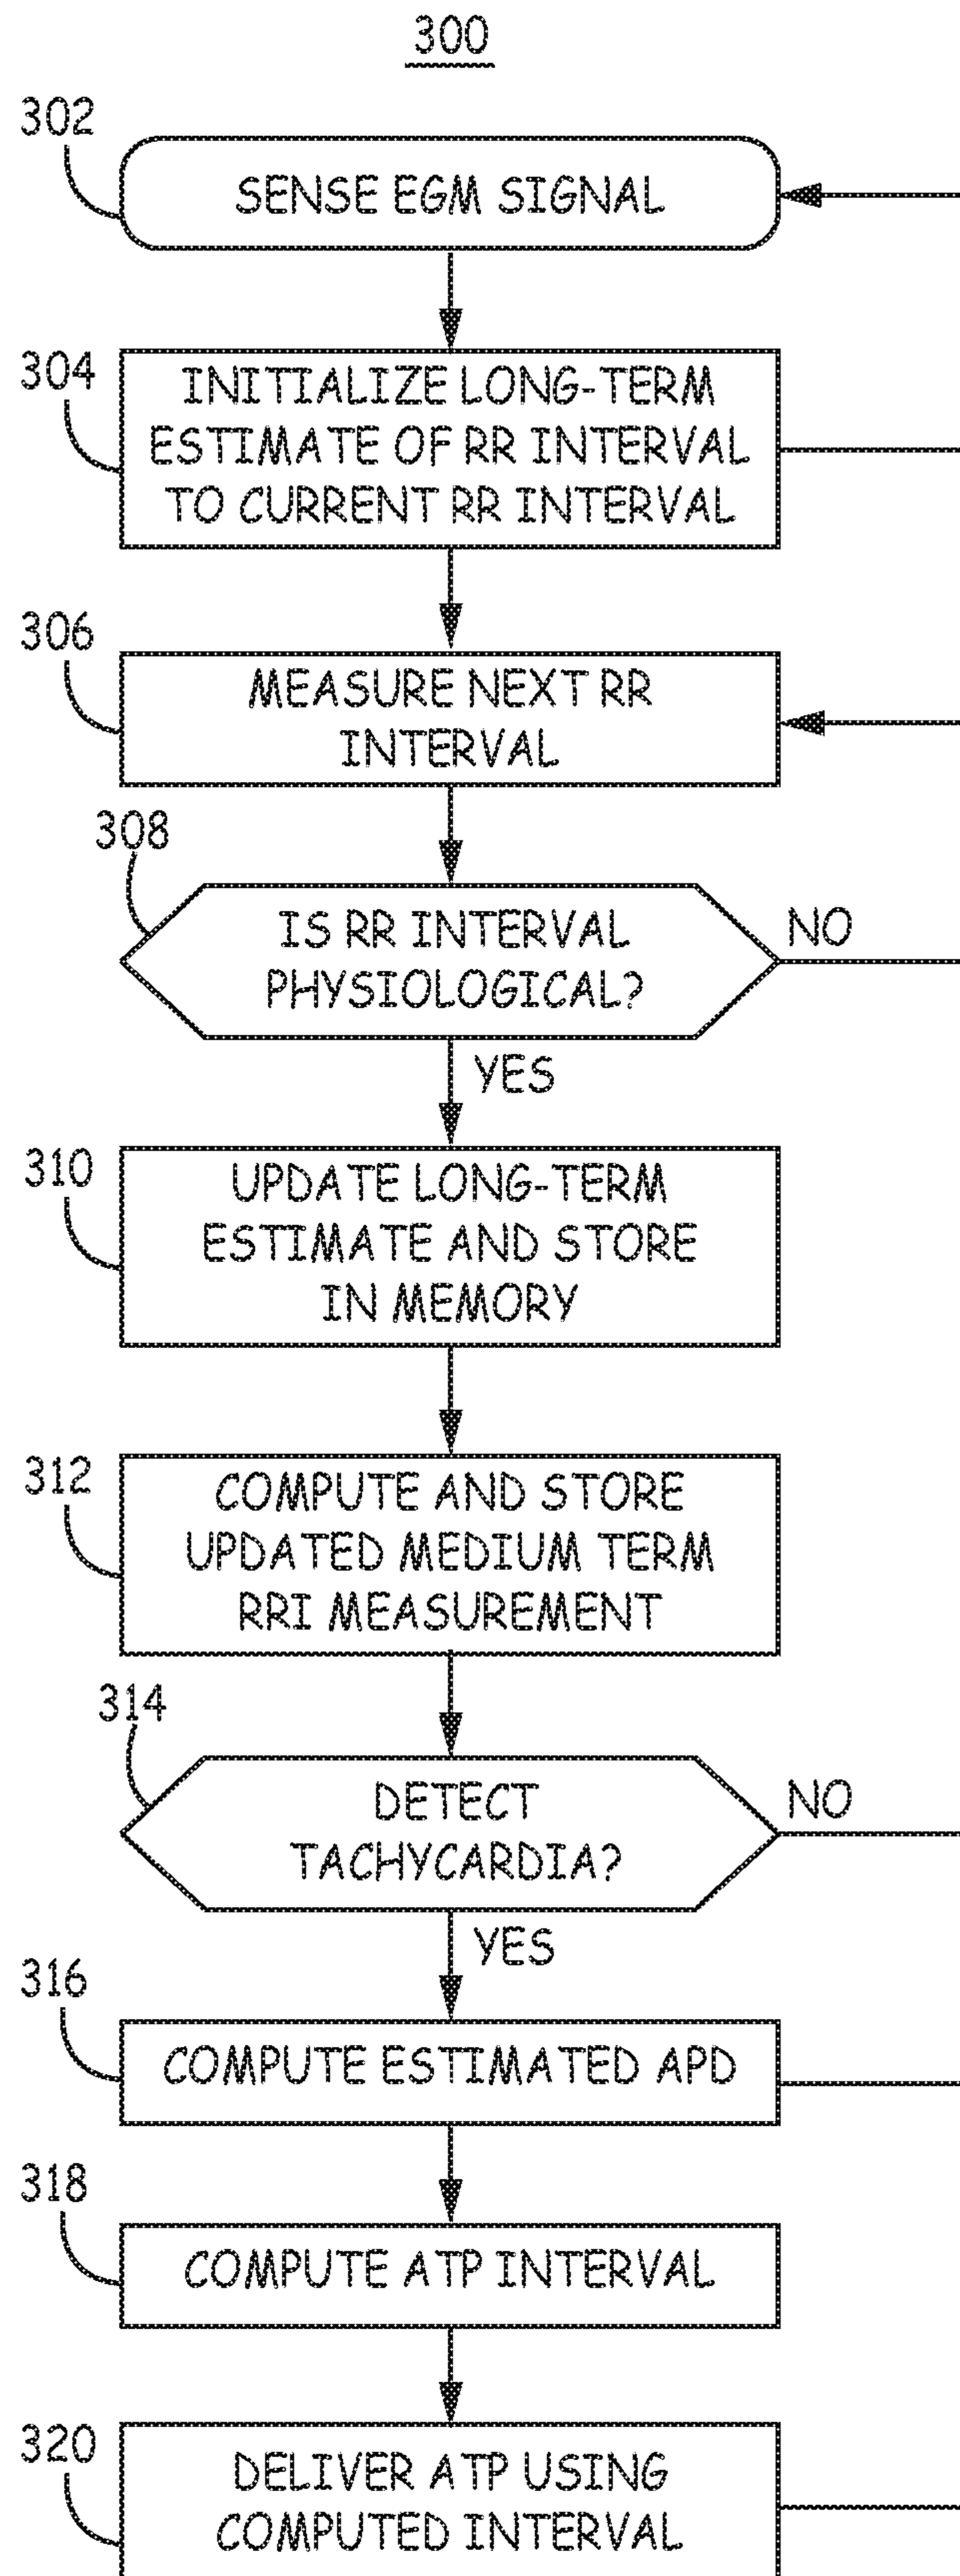 300
302
SENSE EGM SIGNAL
304
INITIALIZE LONG-TERM
ESTIMATE OF RR INTERVAL
TO CURRENT RR INTERVAL
306
MEASURE NEXT RR
INTERVAL
308
IS RR INTERVAL
PHYSIOLOGICAL?
NO
YES
310
UPDATE LONG-TERM
ESTIMATE AND STORE
IN MEMORY
312
COMPUTE AND STORE
UPDATED MEDIUM TERM
RRI MEASUREMENT
314
DETECT
TACHYCARDIA?
NO
YES
316
COMPUTE ESTIMATED APD
318
COMPUTE ATP INTERVAL
320
DELIVER ATP USING
COMPUTED INTERVAL